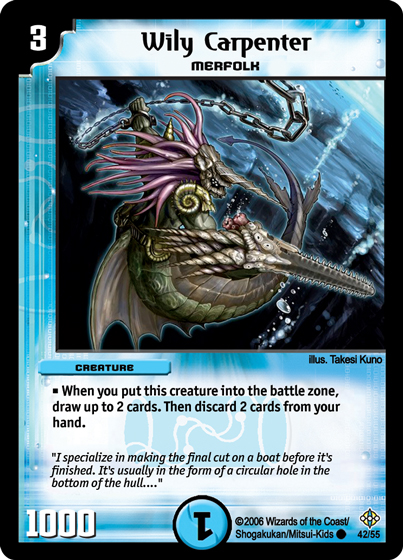 3
Wily Carpenter
MERFOLK
illus. Takesi Kuno
CREATURE
▪ When you put this creature into the battle zone,
draw up to 2 cards. Then discard 2 cards from your
hand.
"I specialize in making the final cut on a boat before it's
finished. It's usually in the form of a circular hole in the
bottom of the hull...."
1000
1
©2006 Wizards of the Coast/
Shogakukan/Mitsui-Kids ● 42/55